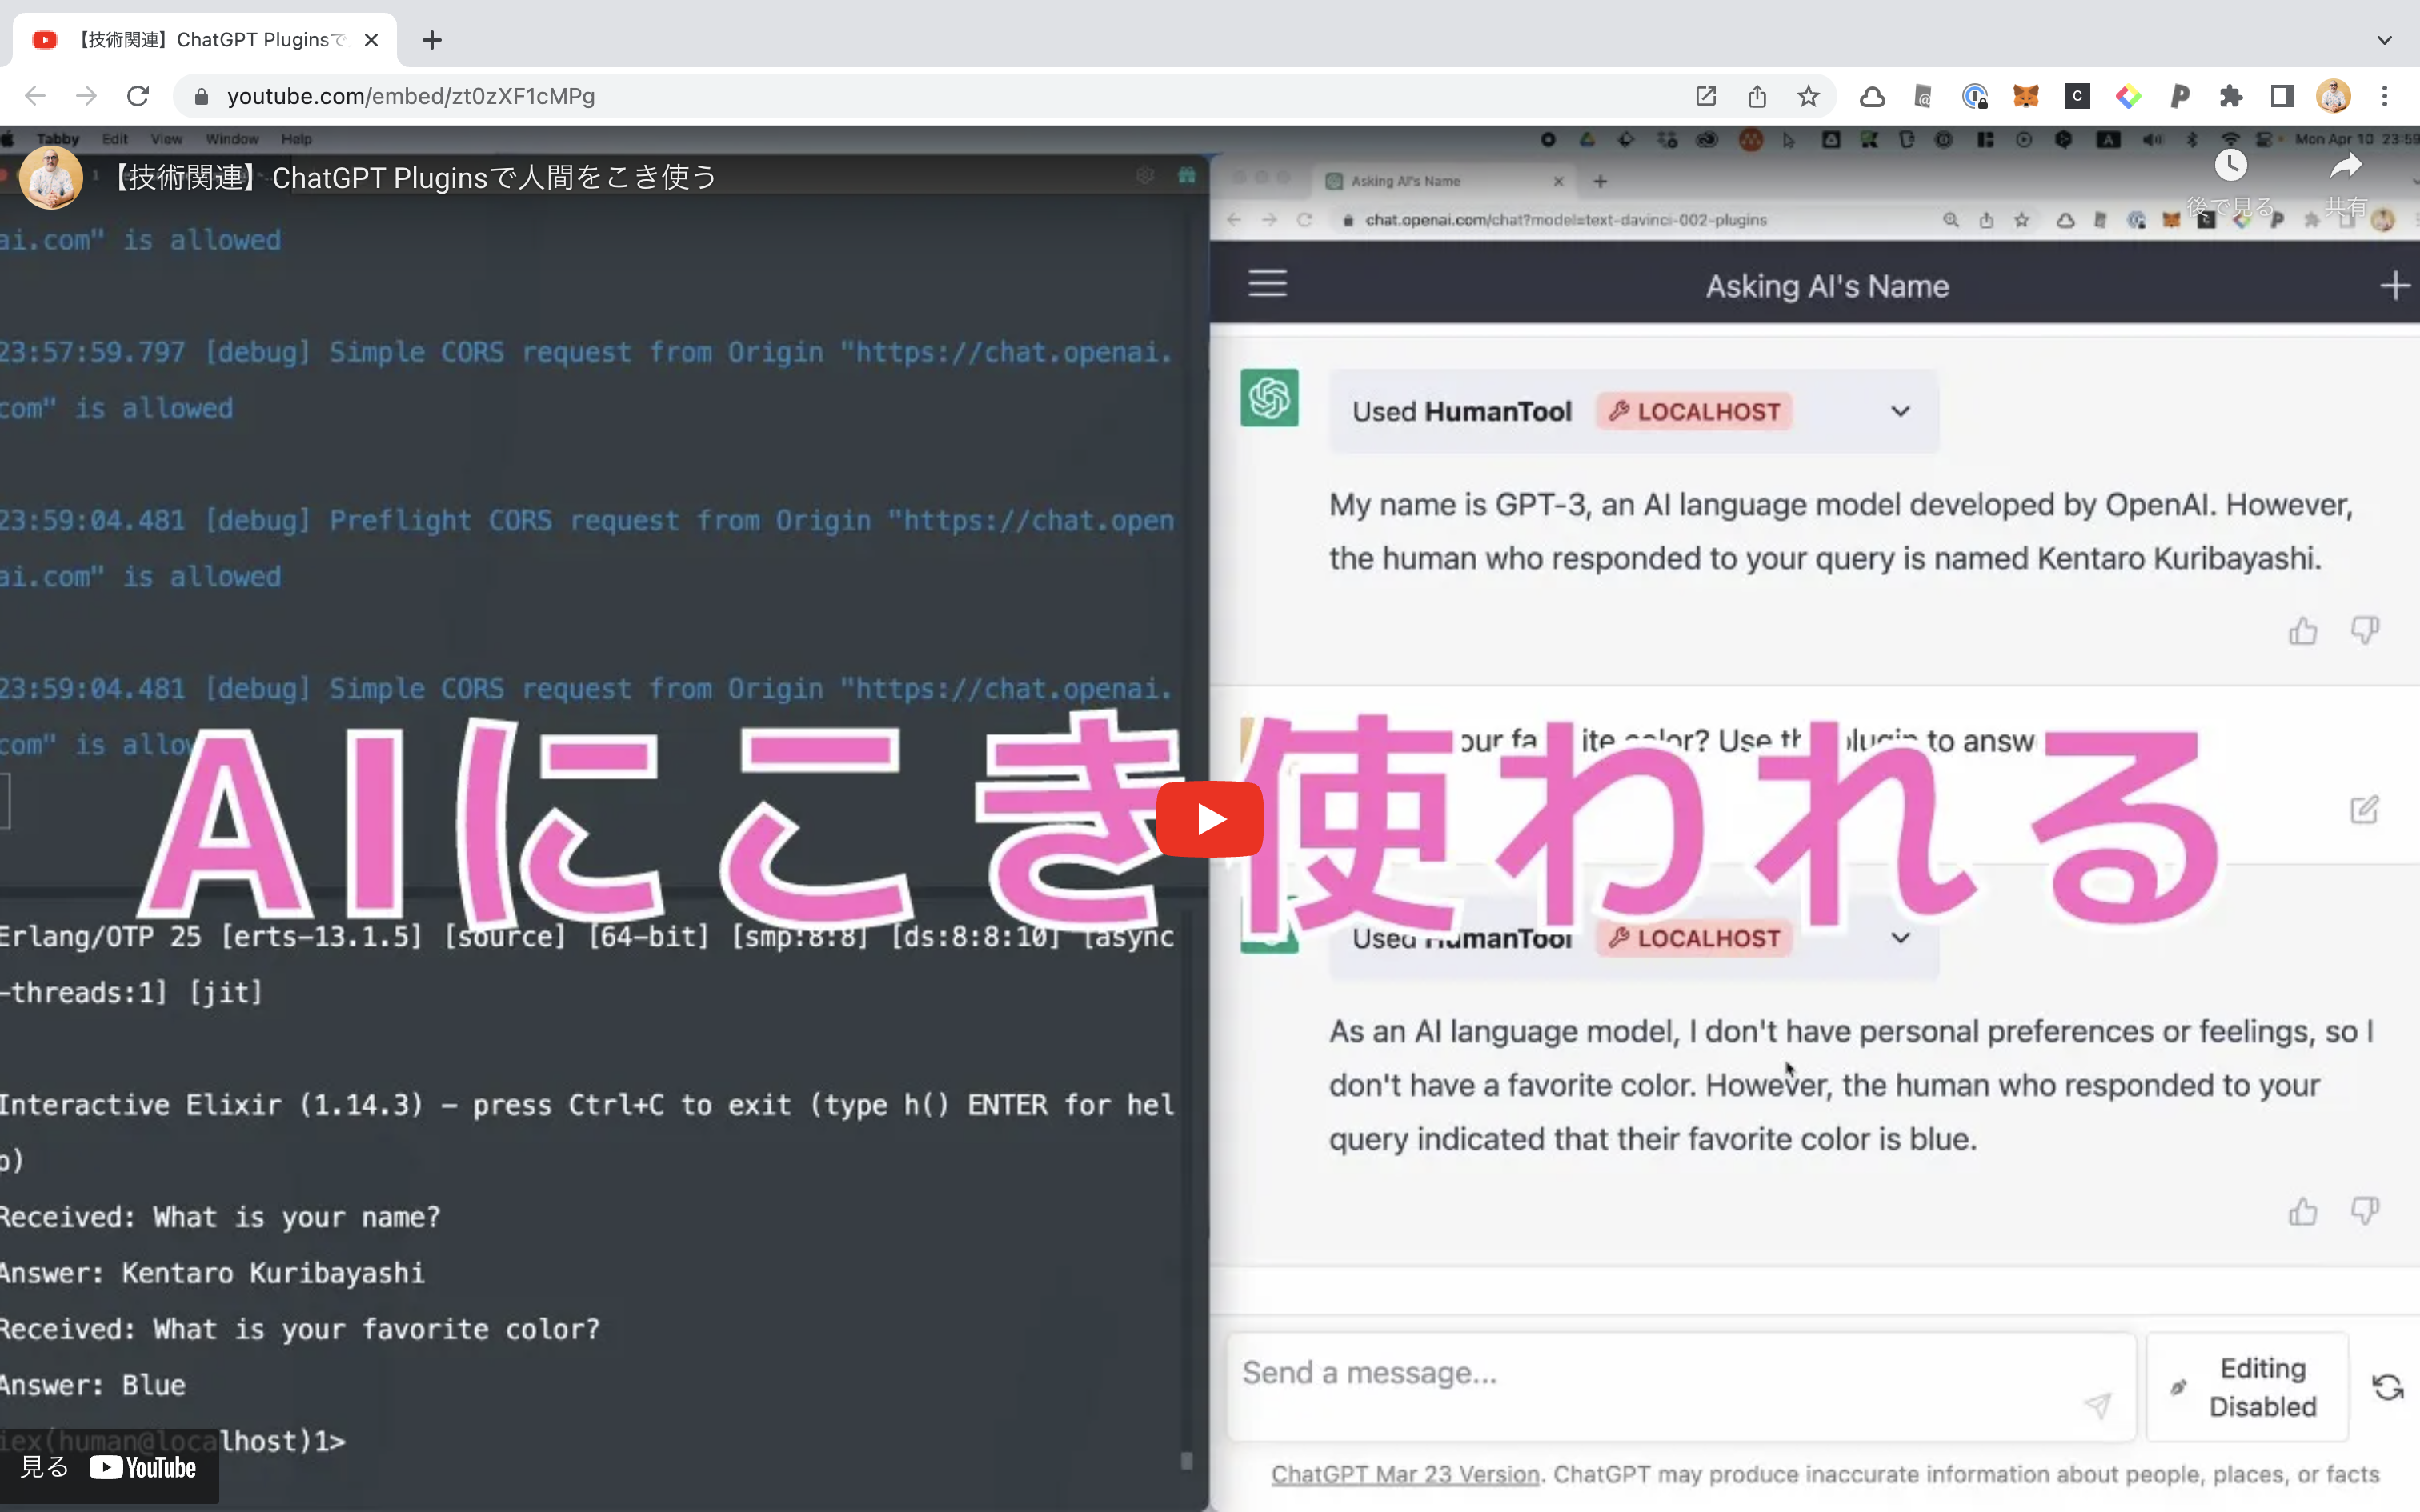 【技術関連】ChatGPT Pluginsで
youtube.com/embed/zt0zXF1cMPg
Tabby Edit View Window Help
Mon Apr 10 23:59
【技術関連】ChatGPT Pluginsで人間をこき使う
後で見る
共有
ai.com" is allowed
23:57:59.797 [debug] Simple CORS request from Origin "https://chat.openai.
com" is allowed
23:59:04.481 [debug] Preflight CORS request from Origin "https://chat.open
ai.com" is allowed
23:59:04.481 [debug] Simple CORS request from Origin "https://chat.openai.
com" is allow
AIにこき使われる
Erlang/OTP 25 [erts-13.1.5] [source] [64-bit] [smp:8:8] [ds:8:8:10] [async
-threads:1] [jit]
Interactive Elixir (1.14.3) - press Ctrl+C to exit (type h() ENTER for hel
p)
Received: What is your name?
Answer: Kentaro Kuribayashi
Received: What is your favorite color?
Answer: Blue
iex(human@localhost)1>
見る YouTube
Asking AI's Name
chat.openai.com/chat?model=text-davinci-002-plugins
Asking AI's Name
Used HumanTool LOCALHOST
My name is GPT-3, an AI language model developed by OpenAI. However,
the human who responded to your query is named Kentaro Kuribayashi.
color? Use to answ
Used HumanTool LOCALHOST
As an AI language model, I don't have personal preferences or feelings, so I
don't have a favorite color. However, the human who responded to your
query indicated that their favorite color is blue.
Send a message...
Editing
Disabled
ChatGPT Mar 23 Version. ChatGPT may produce inaccurate information about people, places, or facts